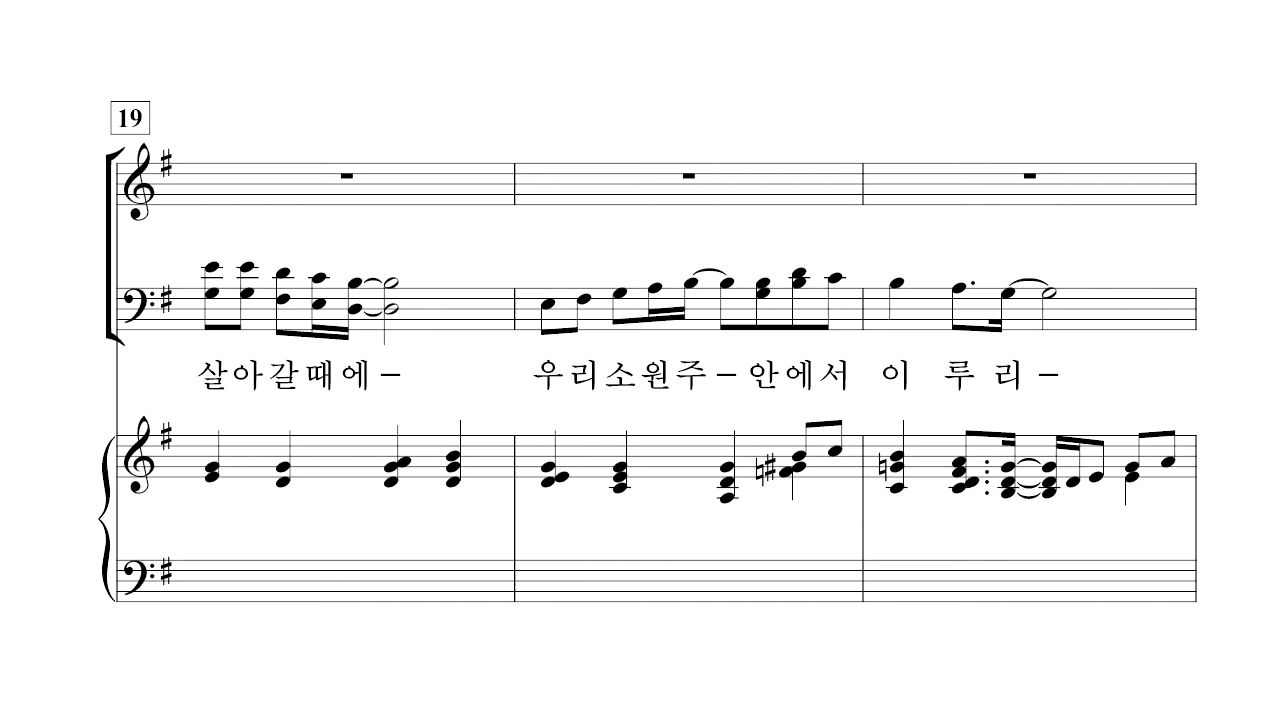 19
살아갈때에 – 우리소원주 – 안에서 이 루 리 –